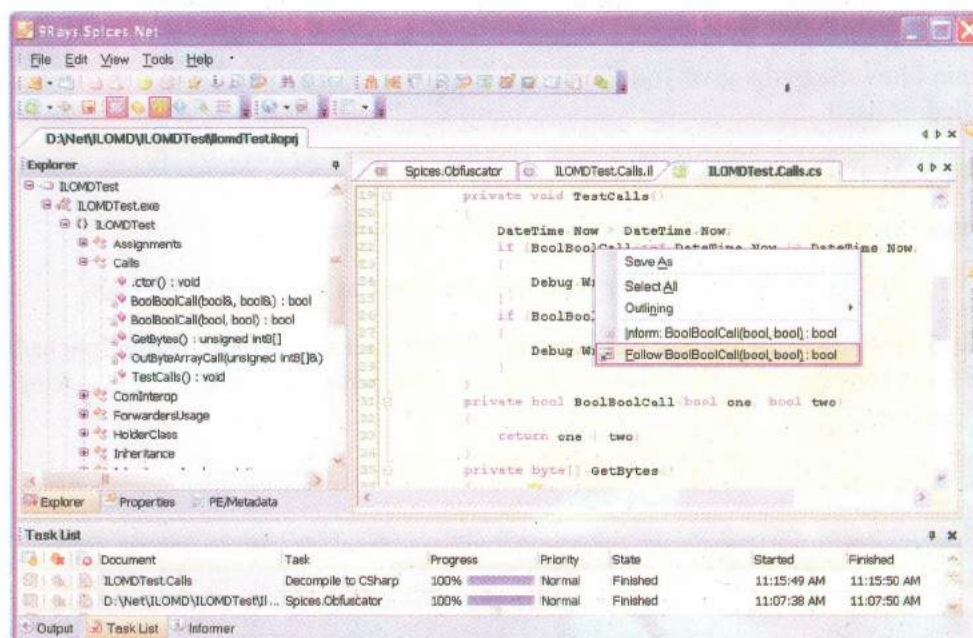 9Rays.Spices.Net
File Edit View Tools Help
D:\Net\ILOMD\ILOMDTest\IlomdTest.iloprj
Explorer
ILOMDTest
ILOMDTest.exe
{} ILOMDTest
Assignments
Calls
.ctor() : void
BoolBoolCall(bool&, bool&) : bool
BoolBoolCall(bool, bool) : bool
GetBytes() : unsigned int8[]
OutByteArrayCall(unsigned int8[]&)
TestCalls() : void
ComInterop
ForwardersUsage
HolderClass
Inheritance
Explorer Properties PE/Metadata
Spices.Obfuscator ILOMDTest.Calls.il ILOMDTest.Calls.cs
private void TestCalls()
DateTime.Now > DateTime.Now;
if (BoolBoolCall DateTime.Now DateTime.Now
Debug.W
if (BoolBool
Debug.W
private bool BoolBoolCall(bool one, bool two)
return one | two;
private byte[] GetBytes()
Save As
Select All
Outlining
Inform: BoolBoolCall(bool, bool) : bool
Follow BoolBoolCall(bool, bool) : bool
Task List
Document Task Progress Priority State Started Finished
ILOMDTest.Calls Decompile to CSharp 100% Normal Finished 11:15:49 AM 11:15:50 AM
D:\Net\ILOMD\ILOMDTest\Il... Spices.Obfuscator 100% Normal Finished 11:07:38 AM 11:07:50 AM
Output Task List Informer